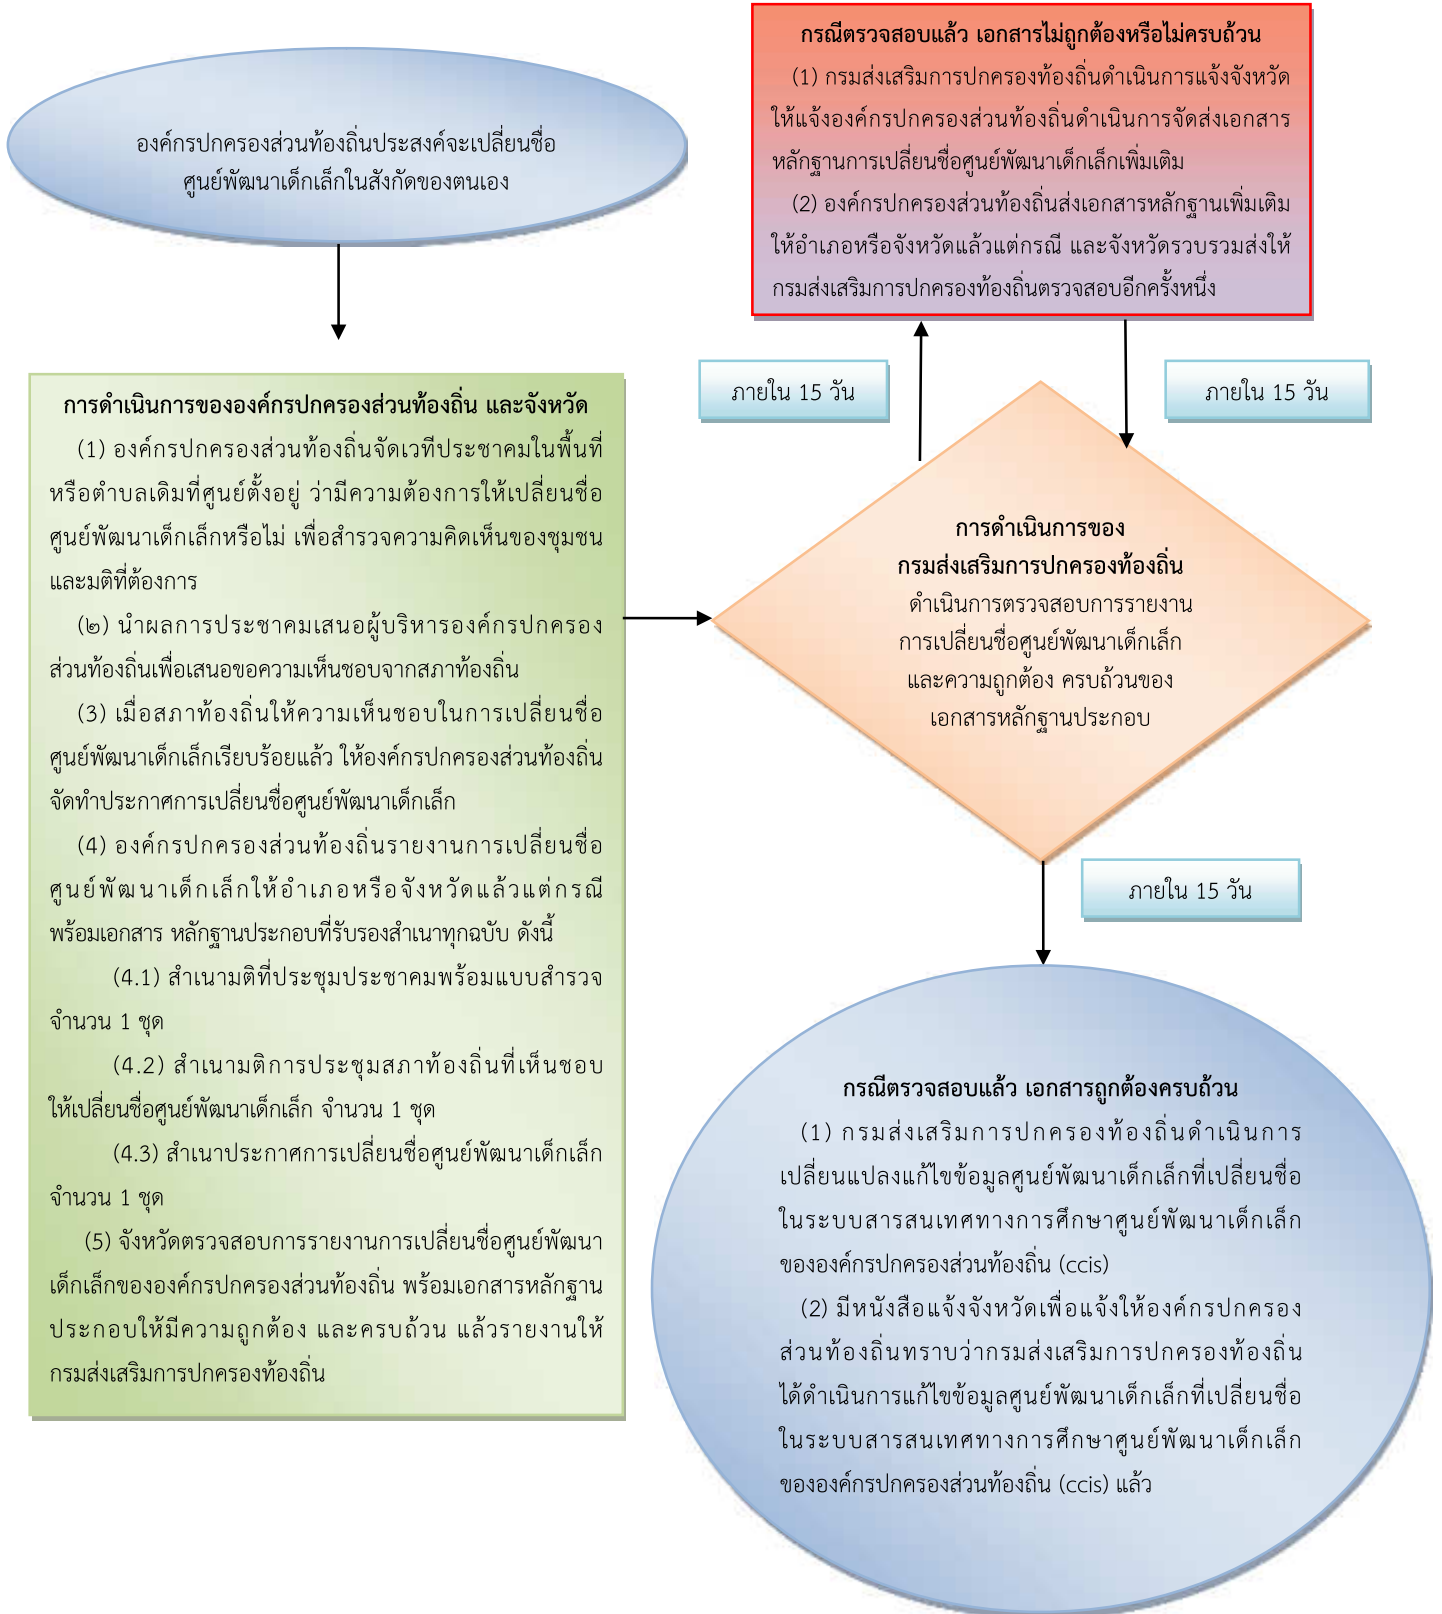 องค์กรปกครองส่วนท้องถิ่นประสงค์จะเปลี่ยนชื่อ
ศูนย์พัฒนาเด็กเล็กในสังกัดของตนเอง
การดำเนินการขององค์กรปกครองส่วนท้องถิ่น และจังหวัด
(1) องค์กรปกครองส่วนท้องถิ่นจัดเวทีประชาคมในพื้นที่
หรือตำบลเดิมที่ศูนย์ตั้งอยู่ ว่ามีความต้องการให้เปลี่ยนชื่อ
ศูนย์พัฒนาเด็กเล็กหรือไม่ เพื่อสำรวจความคิดเห็นของชุมชน
และมติที่ต้องการ
(๒) นำผลการประชาคมเสนอผู้บริหารองค์กรปกครอง
ส่วนท้องถิ่นเพื่อเสนอขอความเห็นชอบจากสภาท้องถิ่น
(3) เมื่อสภาท้องถิ่นให้ความเห็นชอบในการเปลี่ยนชื่อ
ศูนย์พัฒนาเด็กเล็กเรียบร้อยแล้ว ให้องค์กรปกครองส่วนท้องถิ่น
จัดทำประกาศการเปลี่ยนชื่อศูนย์พัฒนาเด็กเล็ก
(4) องค์กรปกครองส่วนท้องถิ่นรายงานการเปลี่ยนชื่อ
ศูนย์พัฒนาเด็กเล็กให้อำเภอหรือจังหวัดแล้วแต่กรณี
พร้อมเอกสาร หลักฐานประกอบที่รับรองสำเนาทุกฉบับ ดังนี้
(4.1) สำเนามติที่ประชุมประชาคมพร้อมแบบสำรวจ
จำนวน 1 ชุด
(4.2) สำเนามติการประชุมสภาท้องถิ่นที่เห็นชอบ
ให้เปลี่ยนชื่อศูนย์พัฒนาเด็กเล็ก จำนวน 1 ชุด
(4.3) สำเนาประกาศการเปลี่ยนชื่อศูนย์พัฒนาเด็กเล็ก
จำนวน 1 ชุด
(5) จังหวัดตรวจสอบการรายงานการเปลี่ยนชื่อศูนย์พัฒนา
เด็กเล็กขององค์กรปกครองส่วนท้องถิ่น พร้อมเอกสารหลักฐาน
ประกอบให้มีความถูกต้อง และครบถ้วน แล้วรายงานให้
กรมส่งเสริมการปกครองท้องถิ่น
กรณีตรวจสอบแล้ว เอกสารไม่ถูกต้องหรือไม่ครบถ้วน
(1) กรมส่งเสริมการปกครองท้องถิ่นดำเนินการแจ้งจังหวัด
ให้แจ้งองค์กรปกครองส่วนท้องถิ่นดำเนินการจัดส่งเอกสาร
หลักฐานการเปลี่ยนชื่อศูนย์พัฒนาเด็กเล็กเพิ่มเติม
(2) องค์กรปกครองส่วนท้องถิ่นส่งเอกสารหลักฐานเพิ่มเติม
ให้อำเภอหรือจังหวัดแล้วแต่กรณี และจังหวัดรวบรวมส่งให้
กรมส่งเสริมการปกครองท้องถิ่นตรวจสอบอีกครั้งหนึ่ง
ภายใน 15 วัน
ภายใน 15 วัน
การดำเนินการของ
กรมส่งเสริมการปกครองท้องถิ่น
ดำเนินการตรวจสอบการรายงาน
การเปลี่ยนชื่อศูนย์พัฒนาเด็กเล็ก
และความถูกต้อง ครบถ้วนของ
เอกสารหลักฐานประกอบ
ภายใน 15 วัน
กรณีตรวจสอบแล้ว เอกสารถูกต้องครบถ้วน
(1) กรมส่งเสริมการปกครองท้องถิ่นดำเนินการ
เปลี่ยนแปลงแก้ไขข้อมูลศูนย์พัฒนาเด็กเล็กที่เปลี่ยนชื่อ
ในระบบสารสนเทศทางการศึกษาศูนย์พัฒนาเด็กเล็ก
ขององค์กรปกครองส่วนท้องถิ่น (ccis)
(2) มีหนังสือแจ้งจังหวัดเพื่อแจ้งให้องค์กรปกครอง
ส่วนท้องถิ่นทราบว่ากรมส่งเสริมการปกครองท้องถิ่น
ได้ดำเนินการแก้ไขข้อมูลศูนย์พัฒนาเด็กเล็กที่เปลี่ยนชื่อ
ในระบบสารสนเทศทางการศึกษาศูนย์พัฒนาเด็กเล็ก
ขององค์กรปกครองส่วนท้องถิ่น (ccis) แล้ว